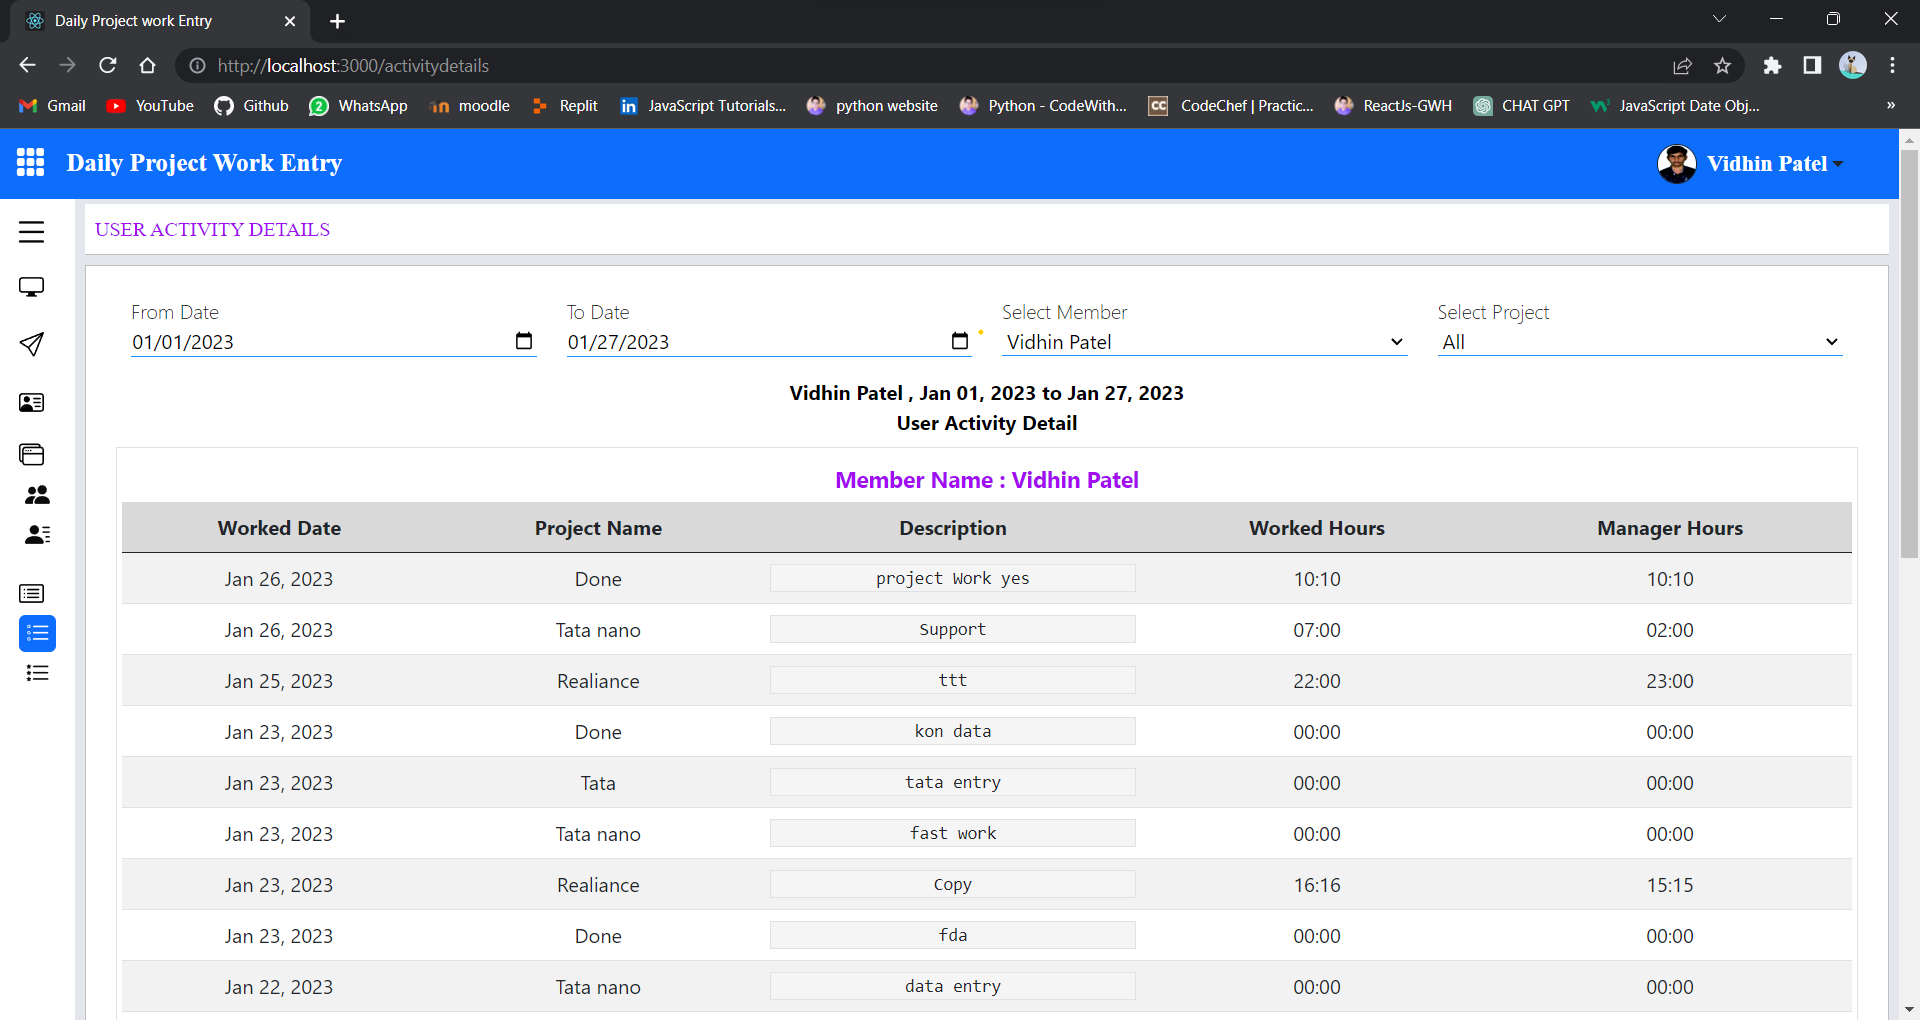 Daily Project work Entry
http://localhost:3000/activitydetails
Gmail YouTube Github 2 WhatsApp moodle Replit in JavaScript Tutorials... python website Python - CodeWith... CC CodeChef | Practic... ReactJs-GWH CHAT GPT JavaScript Date Obj... »
Daily Project Work Entry Vidhin Patel
USER ACTIVITY DETAILS
From Date To Date Select Member Select Project
01/01/2023 01/27/2023 Vidhin Patel All
Vidhin Patel , Jan 01, 2023 to Jan 27, 2023
User Activity Detail
Member Name : Vidhin Patel
Worked Date Project Name Description Worked Hours Manager Hours
Jan 26, 2023 Done project Work yes 10:10 10:10
Jan 26, 2023 Tata nano Support 07:00 02:00
Jan 25, 2023 Realiance ttt 22:00 23:00
Jan 23, 2023 Done kon data 00:00 00:00
Jan 23, 2023 Tata tata entry 00:00 00:00
Jan 23, 2023 Tata nano fast work 00:00 00:00
Jan 23, 2023 Realiance Copy 16:16 15:15
Jan 23, 2023 Done fda 00:00 00:00
Jan 22, 2023 Tata nano data entry 00:00 00:00